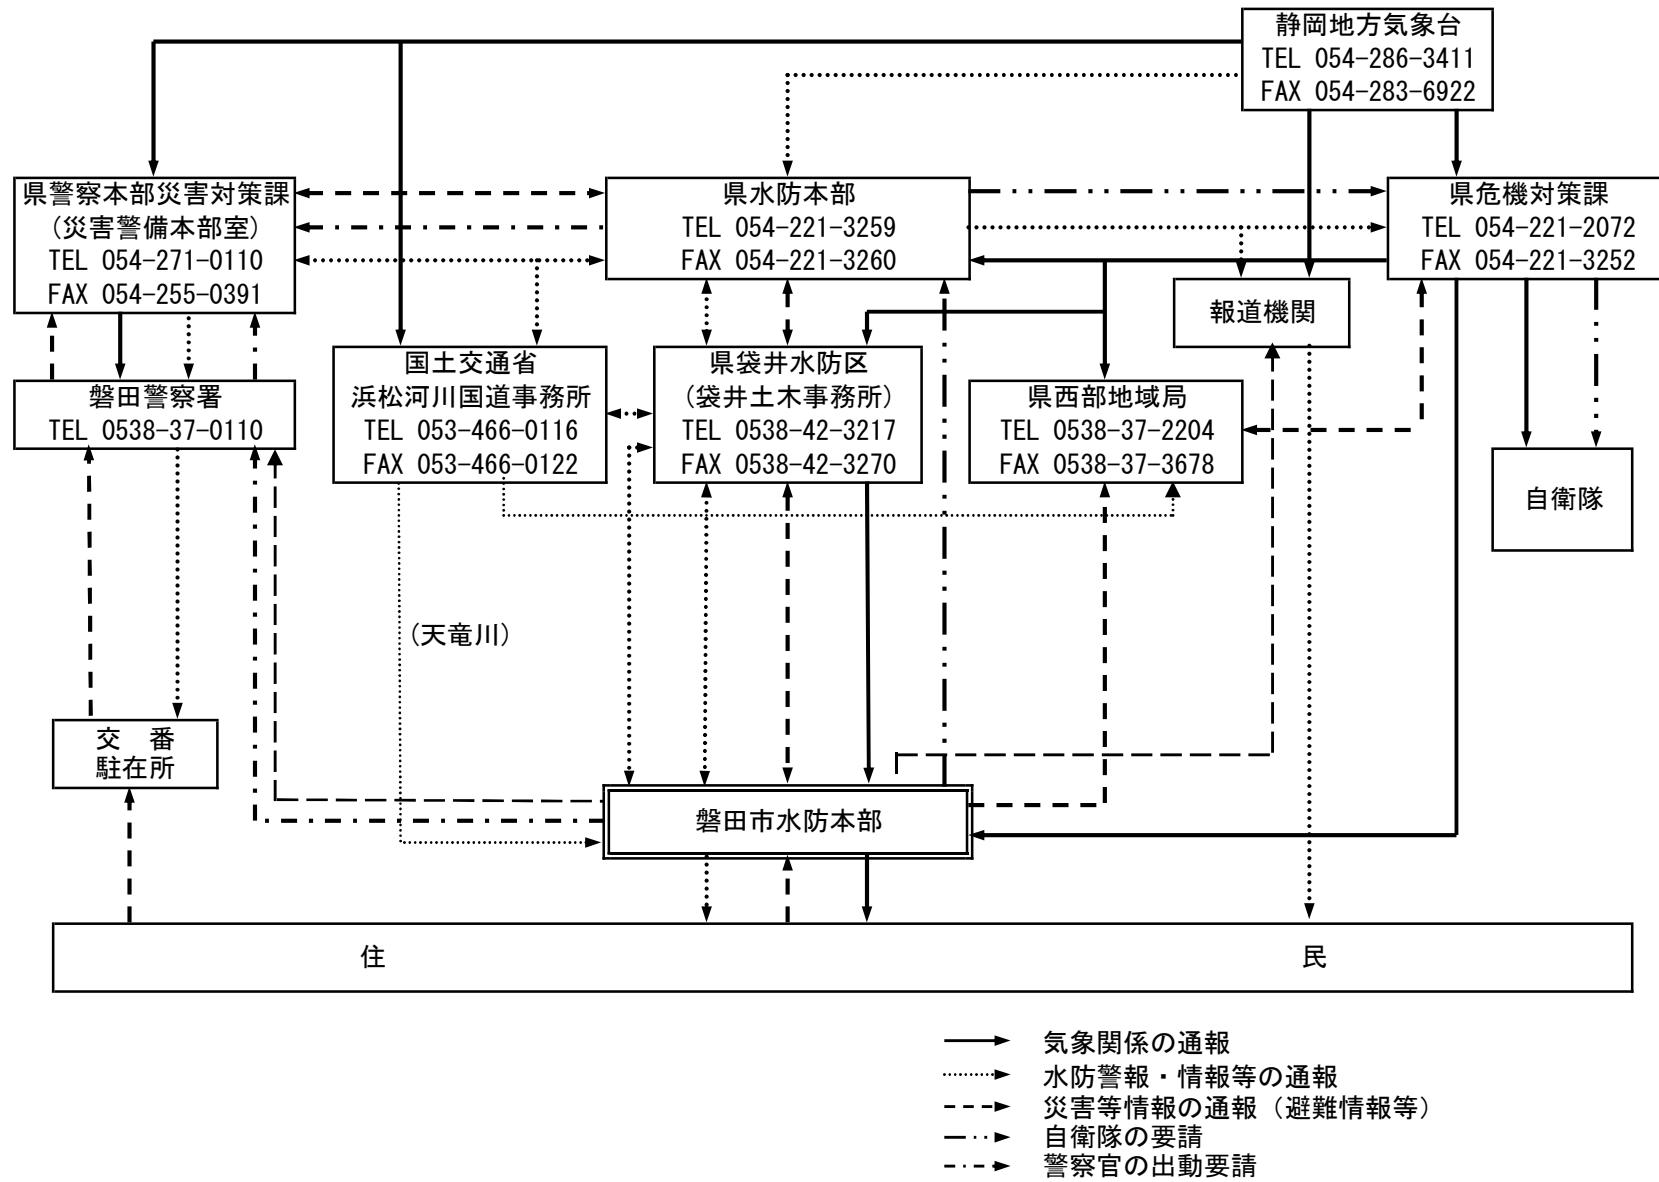 静岡地方気象台
TEL 054-286-3411
FAX 054-283-6922
県警察本部災害対策課
(災害警備本部室)
TEL 054-271-0110
FAX 054-255-0391
県水防本部
TEL 054-221-3259
FAX 054-221-3260
県危機対策課
TEL 054-221-2072
FAX 054-221-3252
報道機関
磐田警察署
TEL 0538-37-0110
国土交通省
浜松河川国道事務所
TEL 053-466-0116
FAX 053-466-0122
県袋井水防区
(袋井土木事務所)
TEL 0538-42-3217
FAX 0538-42-3270
県西部地域局
TEL 0538-37-2204
FAX 0538-37-3678
自衛隊
(天竜川)
交　番
駐在所
磐田市水防本部
住　民
気象関係の通報
水防警報・情報等の通報
災害等情報の通報（避難情報等）
自衛隊の要請
警察官の出動要請